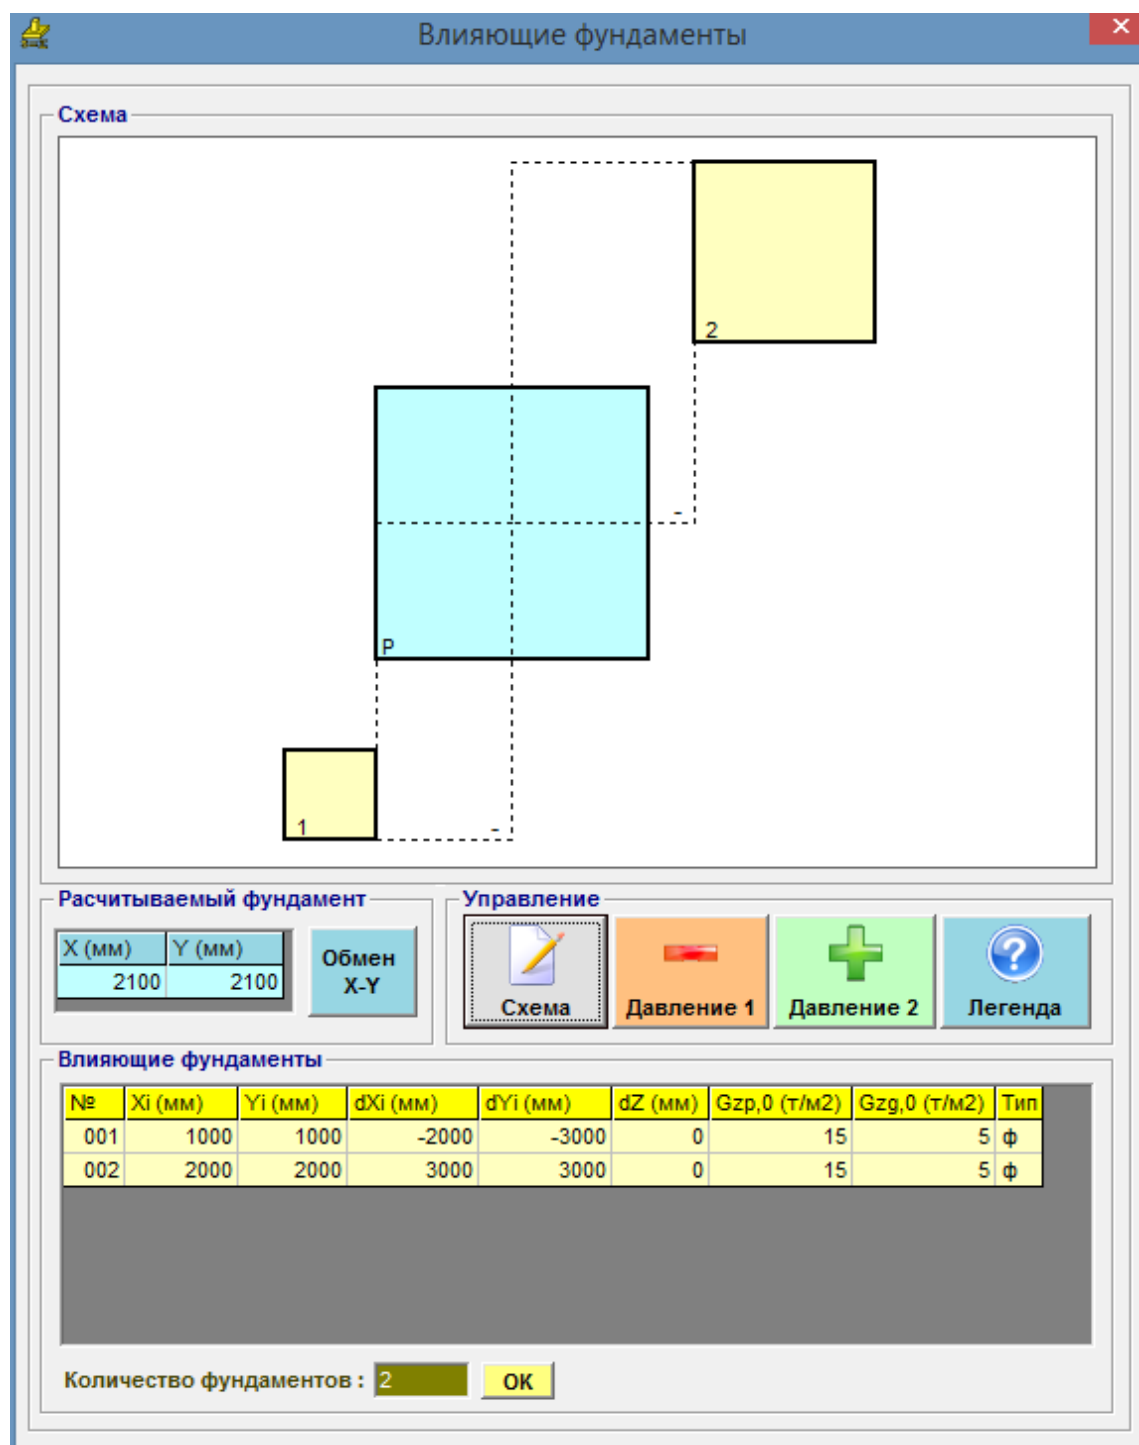 Влияющие фундаменты
Схема
2
-
P
1
-
Расчитываемый фундамент
X (мм) Y (мм)
2100 2100
Обмен
X-Y
Управление
Схема
Давление 1
Давление 2
Легенда
Влияющие фундаменты
№ Xi (мм) Yi (мм) dXi (мм) dYi (мм) dZ (мм) Gzp,0 (т/м2) Gzg,0 (т/м2) Тип
001 1000 1000 -2000 -3000 0 15 5 ф
002 2000 2000 3000 3000 0 15 5 ф
Количество фундаментов : 2 OK